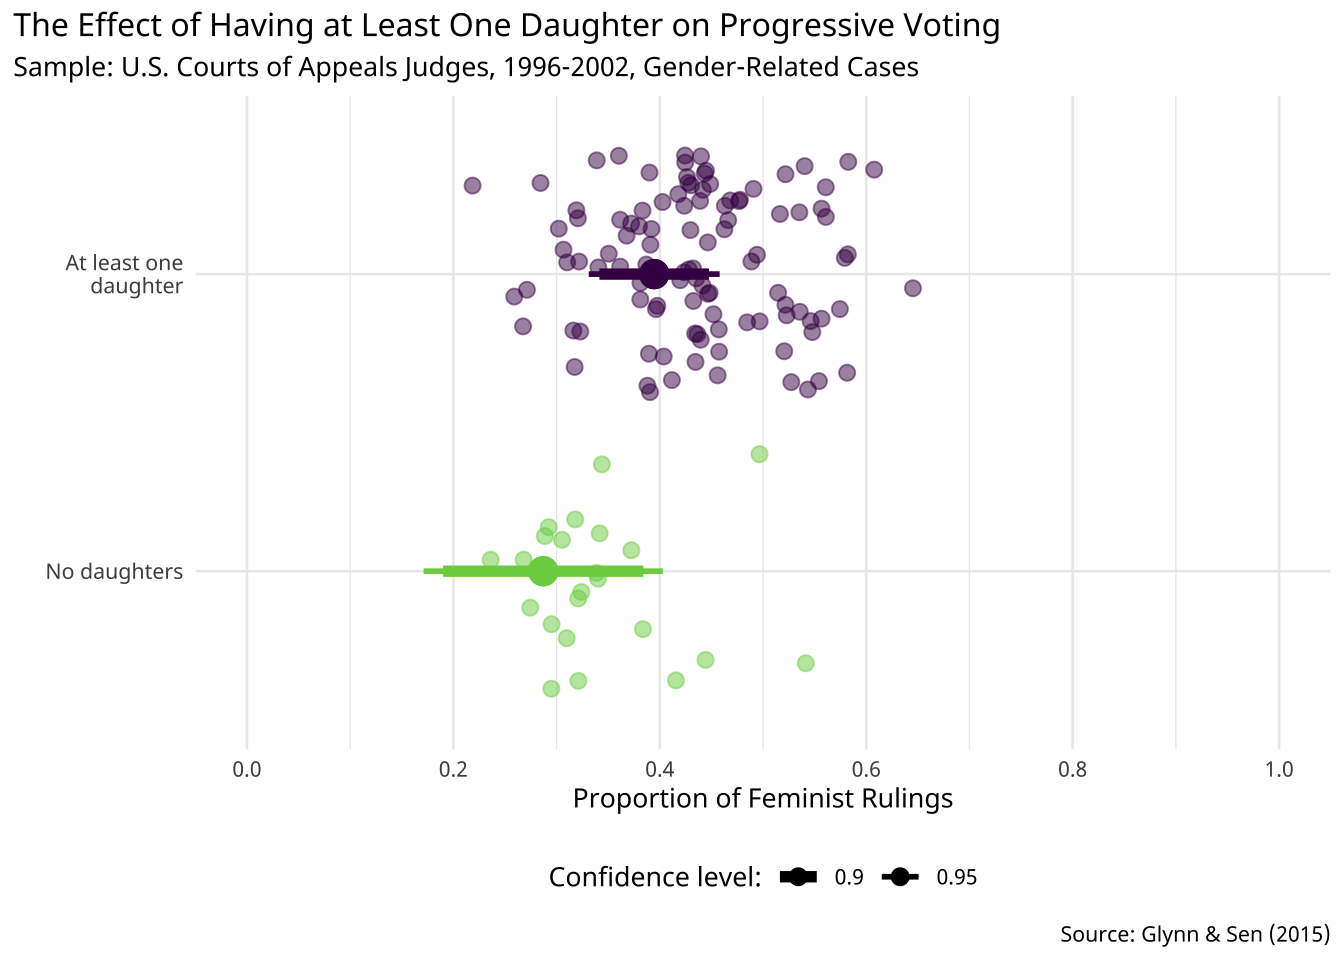 The Effect of Having at Least One Daughter on Progressive Voting
Sample: U.S. Courts of Appeals Judges, 1996-2002, Gender-Related Cases
At least one
daughter
No daughters
0.0 0.2 0.4 0.6 0.8 1.0
Proportion of Feminist Rulings
Confidence level: 0.9 0.95
Source: Glynn & Sen (2015)